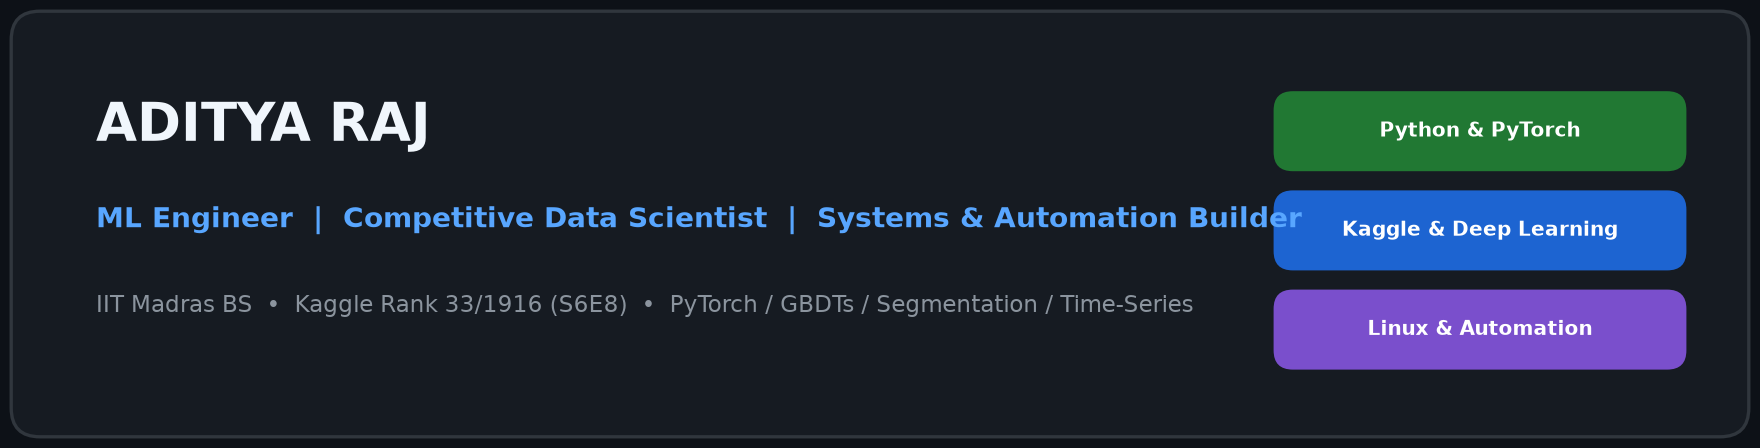 ADITYA RAJ
ML Engineer | Competitive Data Scientist | Systems & Automation Builder
IIT Madras BS • Kaggle Rank 33/1916 (S6E8) • PyTorch / GBDTs / Segmentation / Time-Series
Python & PyTorch
Kaggle & Deep Learning
Linux & Automation